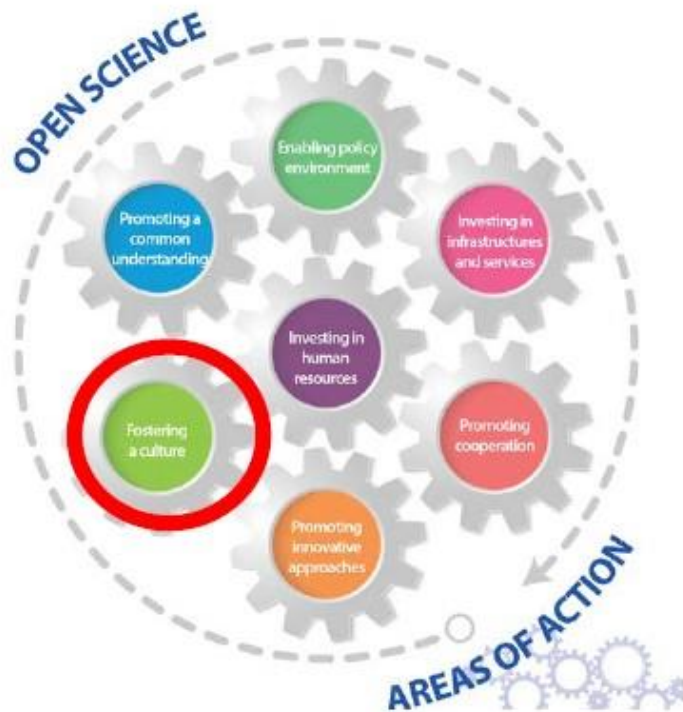 OPEN SCIENCE
Enabling policy
environment
Promoting a
common
understanding
Investing in
infrastructures
and services
Investing in
human
resources
Fostering
a culture
Promoting
cooperation
Promoting
innovative
approaches
AREAS OF ACTION